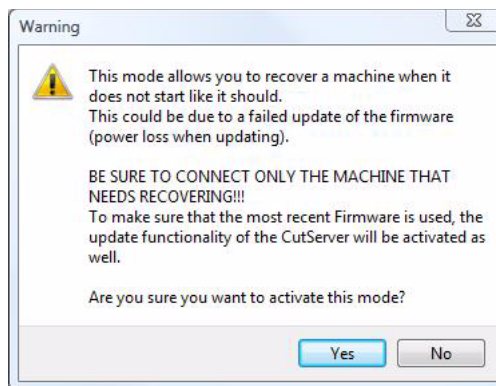 Warning
This mode allows you to recover a machine when it
does not start like it should.
This could be due to a failed update of the firmware
(power loss when updating).
BE SURE TO CONNECT ONLY THE MACHINE THAT
NEEDS RECOVERING!!!
To make sure that the most recent Firmware is used, the
update functionality of the CutServer will be activated as
well.
Are you sure you want to activate this mode?
Yes
No